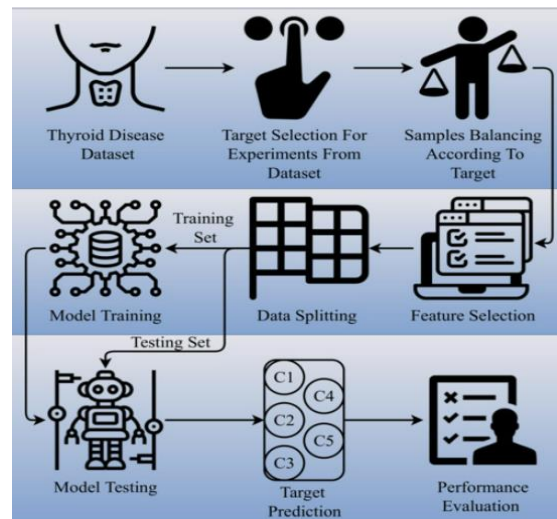 Thyroid Disease
Dataset
Target Selection For
Experiments From
Dataset
Samples Balancing
According To
Target
Training
Set
Model Training
Data Splitting
Feature Selection
Testing Set
Model Testing
C1
C4
C2
C5
C3
Target
Prediction
Performance
Evaluation